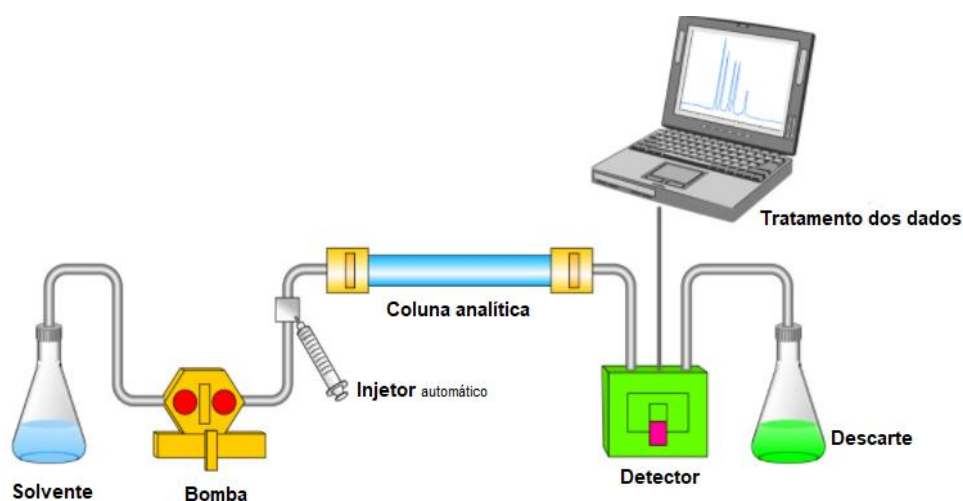 Tratamento dos dados
Coluna analítica
Injetor automático
Descarte
Detector
Solvente
Bomba